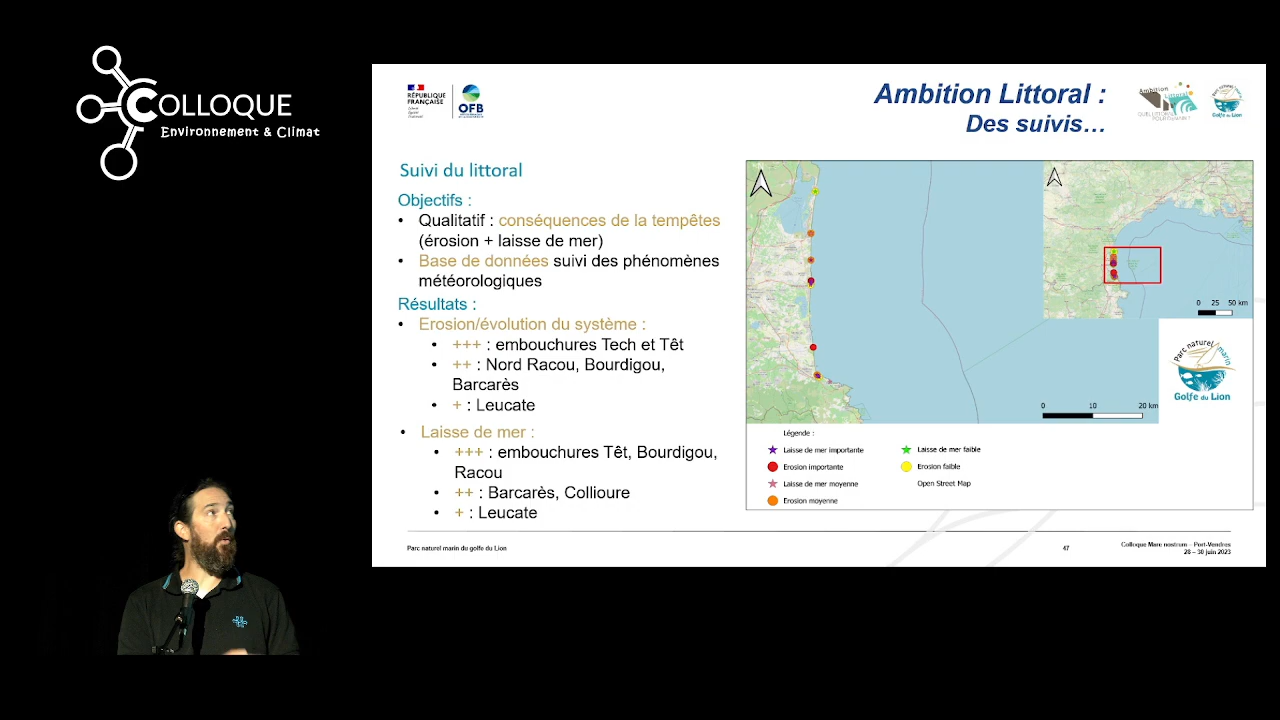 COLLOQUE
Environnement & Climat
RÉPUBLIQUE
FRANÇAISE
OFB
Ambition Littoral :
Des suivis…
Ambition
Littoral
Parc naturel marin
Golfe du Lion
Suivi du littoral
Objectifs :
• Qualitatif : conséquences de la tempêtes
(érosion + laisse de mer)
• Base de données suivi des phénomènes
météorologiques
Résultats :
• Erosion/évolution du système :
• +++ : embouchures Tech et Têt
• ++ : Nord Racou, Bourdigou,
Barcarès
• + : Leucate
• Laisse de mer :
• +++ : embouchures Têt, Bourdigou,
Racou
• ++ : Barcarès, Collioure
• + : Leucate
0 25 50 km
Parc naturel marin
Golfe du Lion
0 10 20 km
Légende :
Laisse de mer importante
Erosion importante
Laisse de mer moyenne
Erosion moyenne
Laisse de mer faible
Erosion faible
Open Street Map
Parc naturel marin du golfe du Lion
47
Colloque Mare nostrum – Port-Vendres
28 – 30 juin 2023